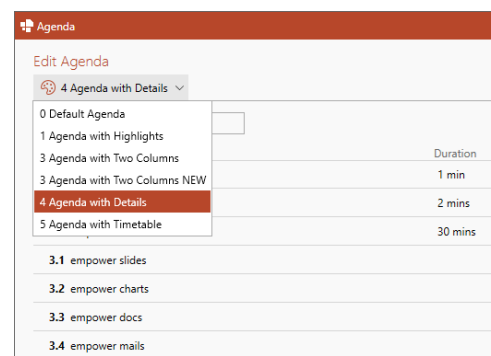 Agenda
Edit Agenda
4 Agenda with Details
0 Default Agenda
1 Agenda with Highlights
3 Agenda with Two Columns
3 Agenda with Two Columns NEW
4 Agenda with Details
5 Agenda with Timetable
Duration
1 min
2 mins
30 mins
3.1 empower slides
3.2 empower charts
3.3 empower docs
3.4 empower mails